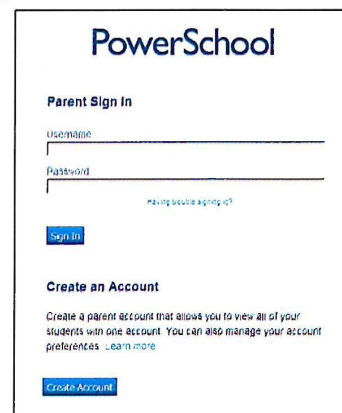 PowerSchool
Parent Sign In
Username
Password
Having trouble signing in?
Sign In
Create an Account
Create a parent account that allows you to view all of your
students with one account. You can also manage your account
preferences. Learn more
Create Account